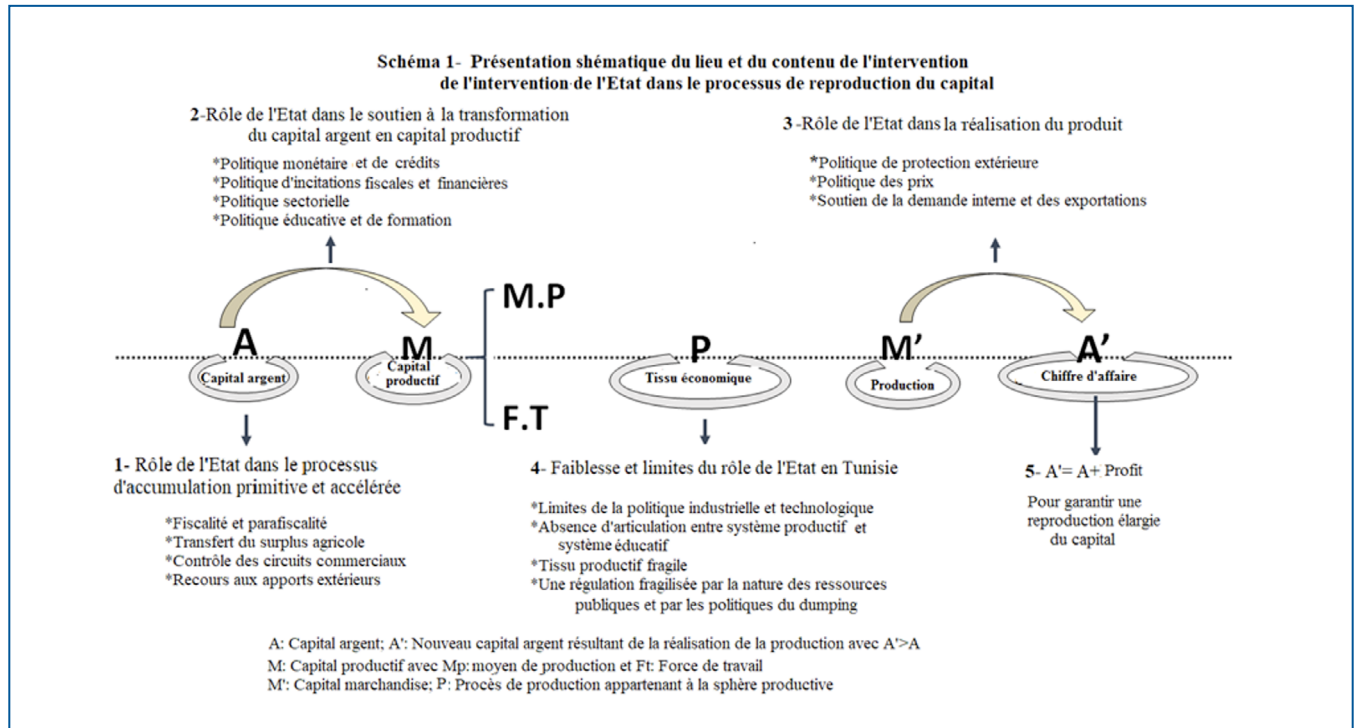 Schéma 1- Présentation shématique du lieu et du contenu de l'intervention
de l'intervention de l'Etat dans le processus de reproduction du capital
2-Rôle de l'Etat dans le soutien à la transformation
du capital argent en capital productif
*Politique monétaire et de crédits
*Politique d'incitations fiscales et financières
*Politique sectorielle
*Politique éducative et de formation
3 -Rôle de l'Etat dans la réalisation du produit
*Politique de protection extérieure
*Politique des prix
*Soutien de la demande interne et des exportations
A
Capital argent
M
Capital
productif
M.P
F.T
P
Tissu économique
M’
Production
A’
Chiffre d'affaire
1- Rôle de l'Etat dans le processus
d'accumulation primitive et accélérée
*Fiscalité et parafiscalité
*Transfert du surplus agricole
*Contrôle des circuits commerciaux
*Recours aux apports extérieurs
4- Faiblesse et limites du rôle de l'Etat en Tunisie
*Limites de la politique industrielle et technologique
*Absence d'articulation entre système productif et
système éducatif
*Tissu productif fragile
*Une régulation fragilisée par la nature des ressources
publiques et par les politiques du dumping
5- A'= A+ Profit
Pour garantir une
reproduction élargie
du capital
A: Capital argent; A': Nouveau capital argent résultant de la réalisation de la production avec A'>A
M: Capital productif avec Mp: moyen de production et Ft: Force de travail
M': Capital marchandise; P: Procès de production appartenant à la sphère productive